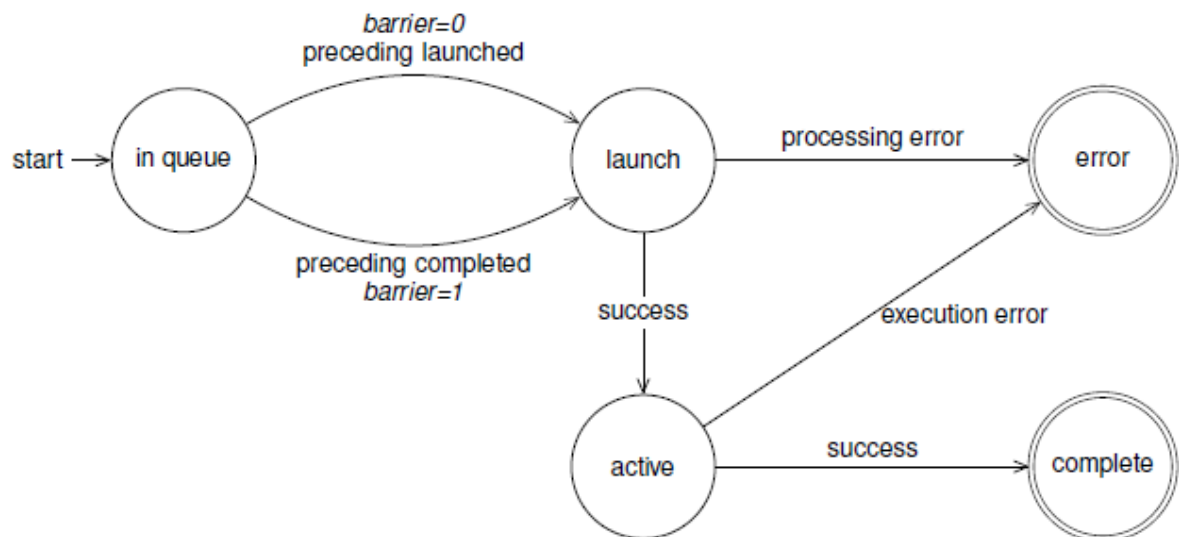 barrier=0
preceding launched
start
in queue
launch
processing error
error
preceding completed
barrier=1
success
execution error
active
success
complete